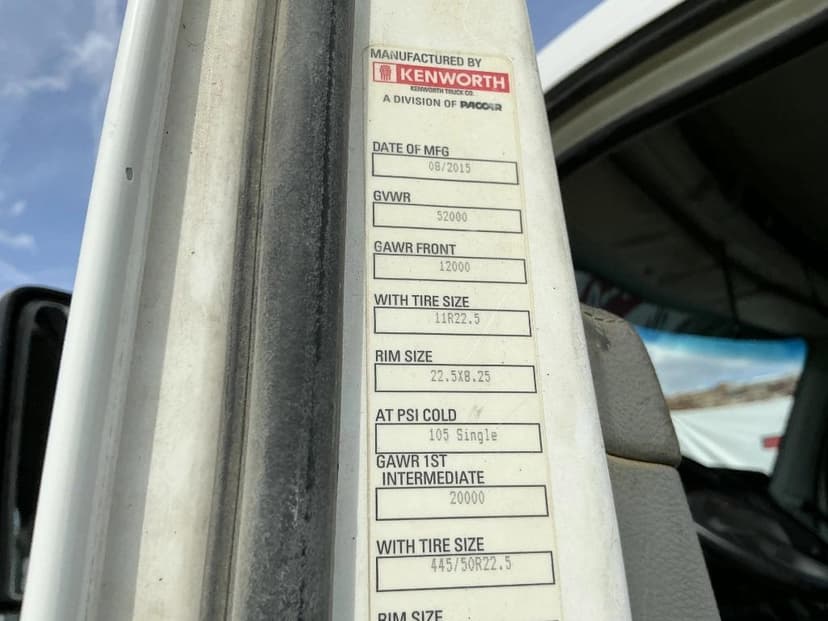 MANUFACTURED BY
KENWORTH
KENWORTH TRUCK CO.
A DIVISION OF PACCAR
DATE OF MFG
08/2015
GVWR
52000
GAWR FRONT
12000
WITH TIRE SIZE
11R22.5
RIM SIZE
22.5X8.25
AT PSI COLD
105 Single
GAWR 1ST
INTERMEDIATE
20000
WITH TIRE SIZE
445/50R22.5
RIM SIZE